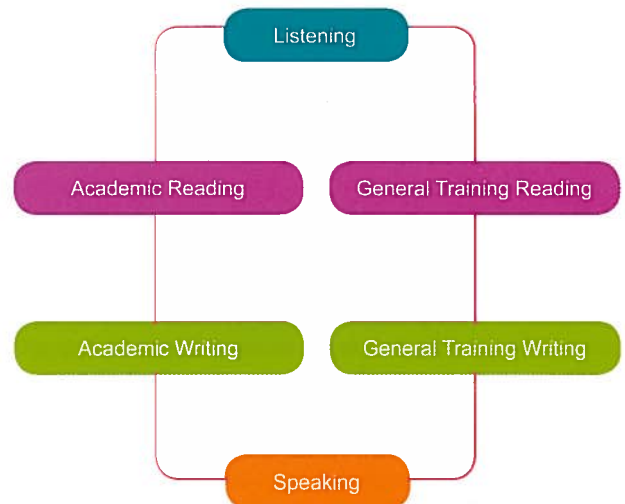 Listening
Academic Reading
General Training Reading
Academic Writing
General Training Writing
Speaking